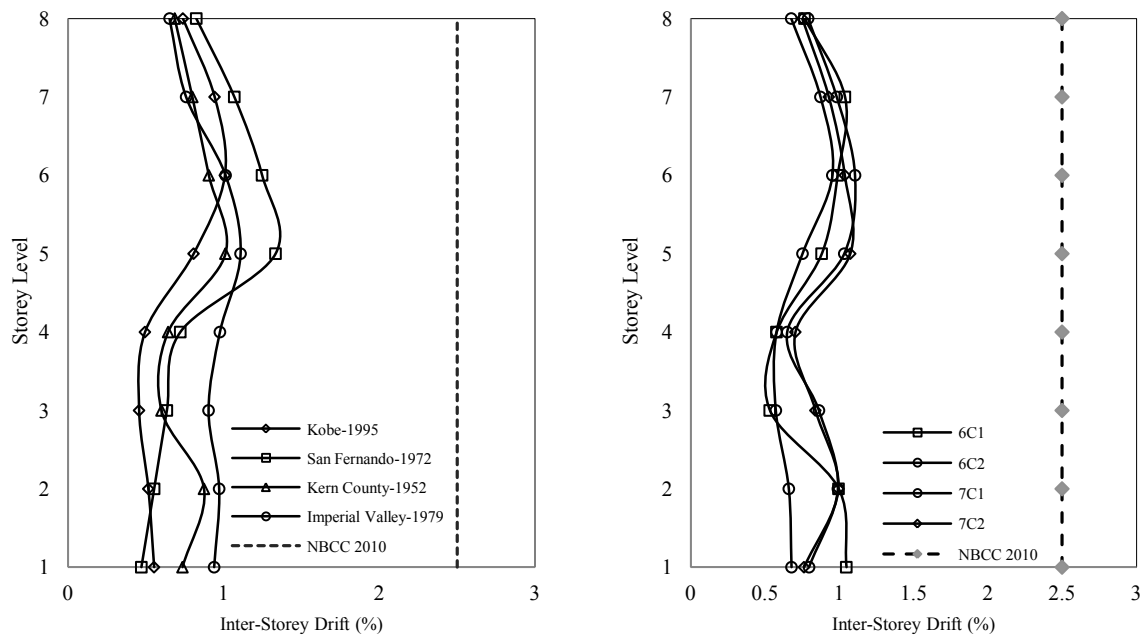 8
7
6
5
4
3
2
1
Storey Level
Kobe-1995
San Fernando-1972
Kern County-1952
Imperial Valley-1979
NBCC 2010
0
1
2
3
Inter-Storey Drift (%)
8
7
6
5
4
3
2
1
Storey Level
6C1
6C2
7C1
7C2
NBCC 2010
0
0.5
1
1.5
2
2.5
3
Inter-Storey Drift (%)